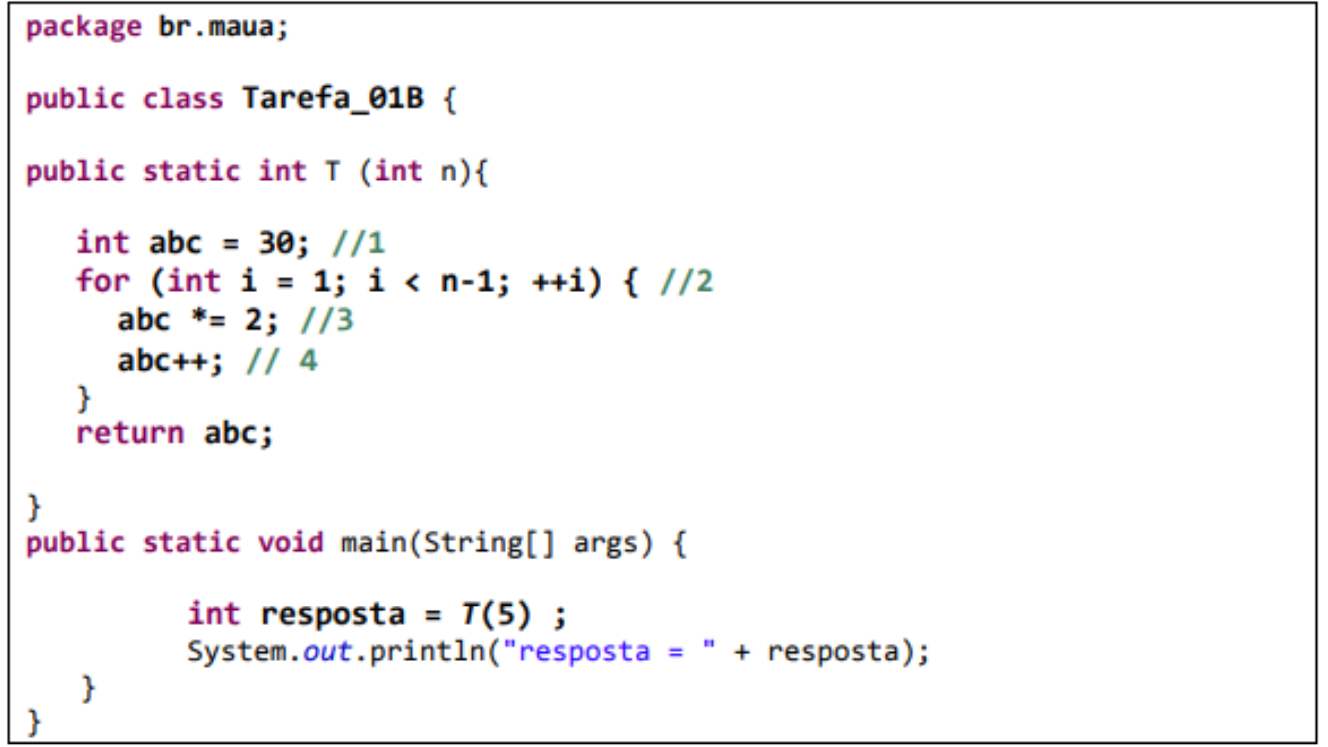 package br.maua;
public class Tarefa_01B {
public static int T (int n){
int abc = 30; //1
for (int i = 1; i < n-1; ++i) { //2
abc *= 2; //3
abc++; // 4
}
return abc;
}
public static void main(String[] args) {
int resposta = T(5) ;
System.out.println("resposta = " + resposta);
}
}